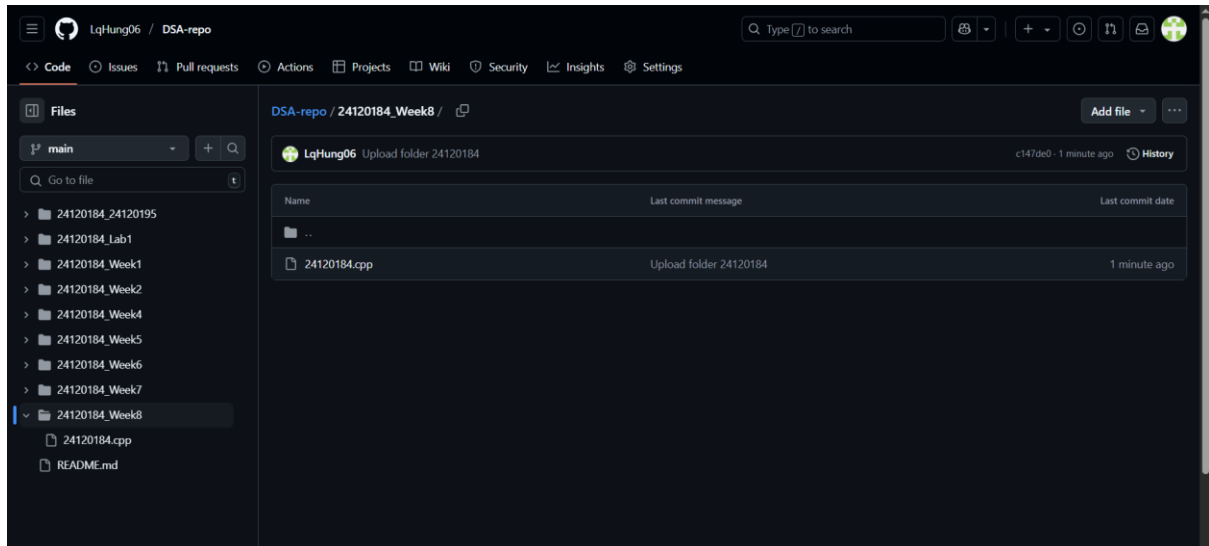 LqHung06 / DSA-repo
Type / to search
Code Issues Pull requests Actions Projects Wiki Security Insights Settings
Files
main
Go to file t
24120184_24120195
24120184_Lab1
24120184_Week1
24120184_Week2
24120184_Week4
24120184_Week5
24120184_Week6
24120184_Week7
24120184_Week8
24120184.cpp
README.md
DSA-repo / 24120184_Week8 /
Add file
LqHung06 Upload folder 24120184
c147de0 · 1 minute ago History
Name Last commit message Last commit date
..
24120184.cpp Upload folder 24120184 1 minute ago